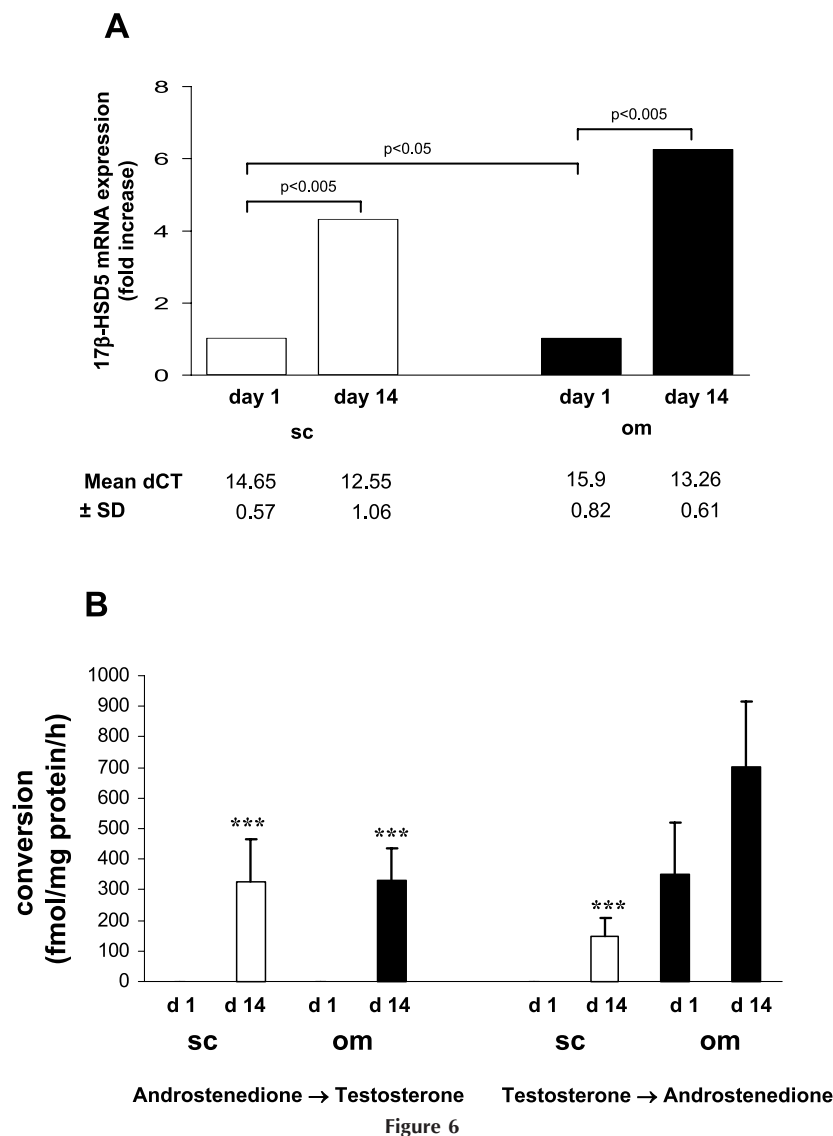 A
17β-HSD5 mRNA expression
(fold increase)
8
6
4
2
0
p<0.005
p<0.05
p<0.005
day 1 day 14 day 1 day 14
sc om
Mean dCT 14.65 12.55 15.9 13.26
± SD 0.57 1.06 0.82 0.61
B
conversion
(fmol/mg protein/h)
1000
900
800
700
600
500
400
300
200
100
0
*** *** ***
d 1 d 14 d 1 d 14 d 1 d 14 d 1 d 14
sc om sc om
Androstenedione → Testosterone Testosterone → Androstenedione
Figure 6